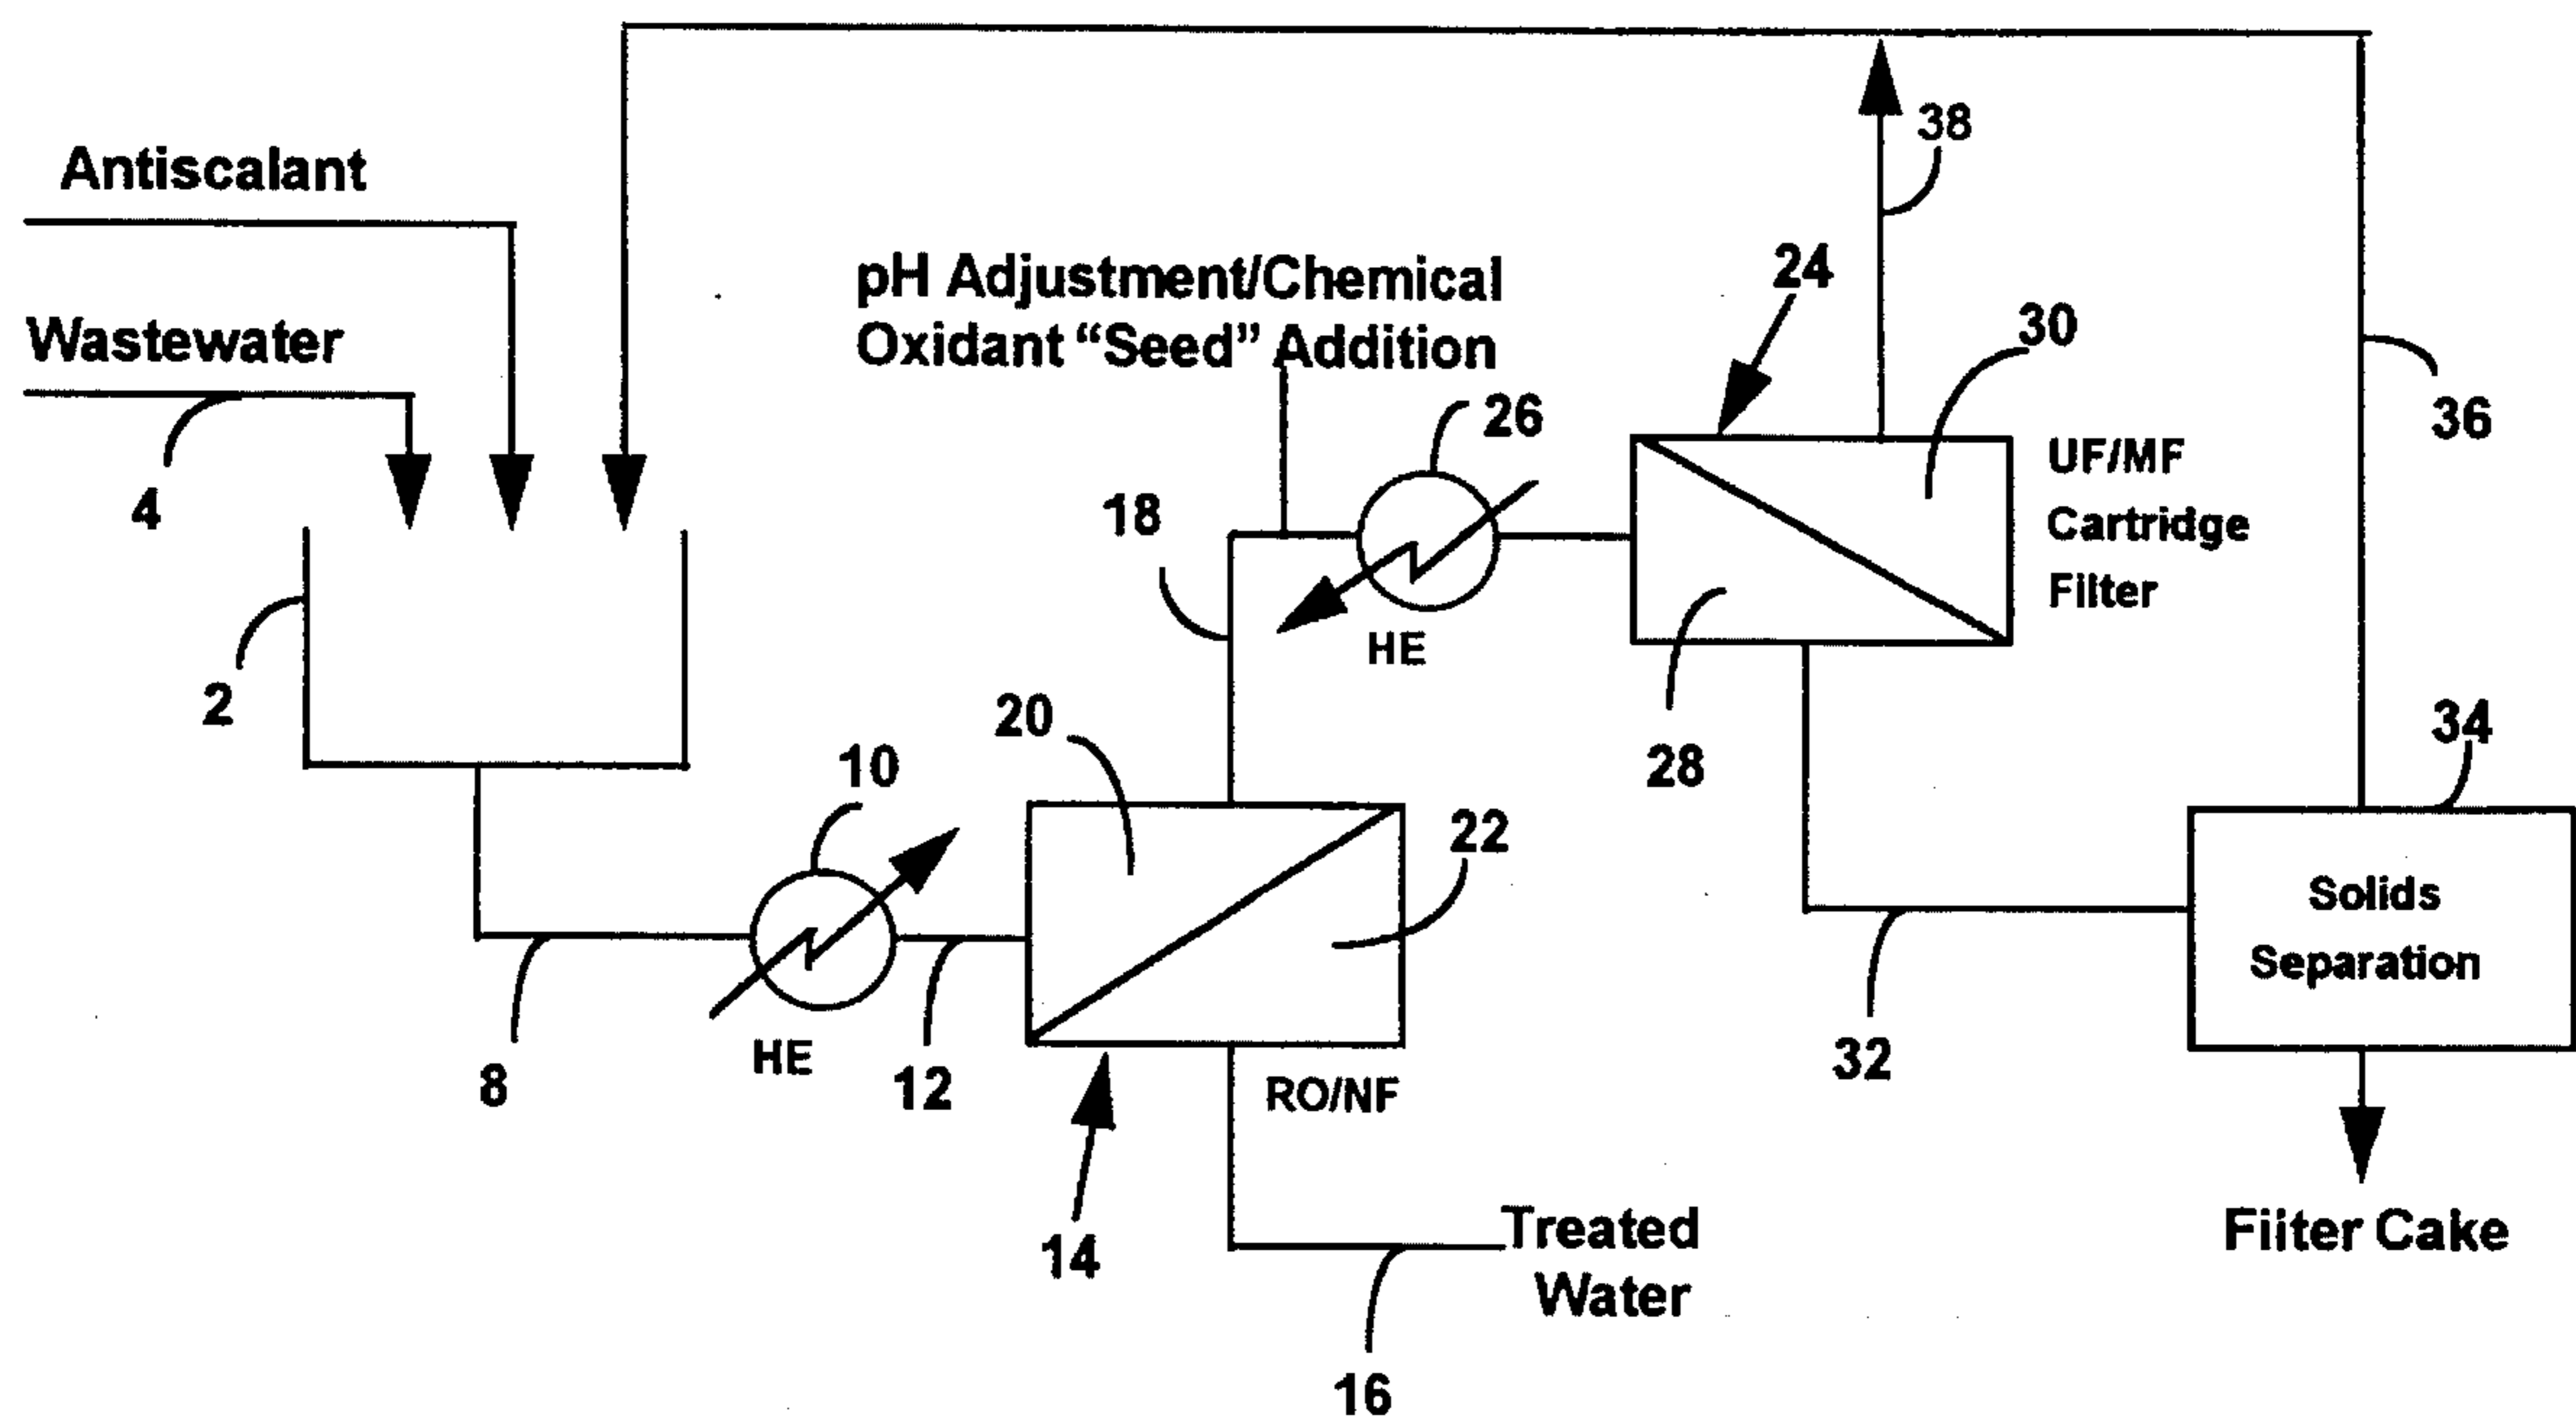 38
Antiscalant
24
pH Adjustment/Chemical
Oxidant “Seed” Addition
30
Wastewater
26
36
UF/MF
Cartridge
Filter
4
18
HE
2
20
28
34
10
22
Solids
Separation
HE
8
12
RO/NF
32
14
Treated
Water
Fiiter Cake
16